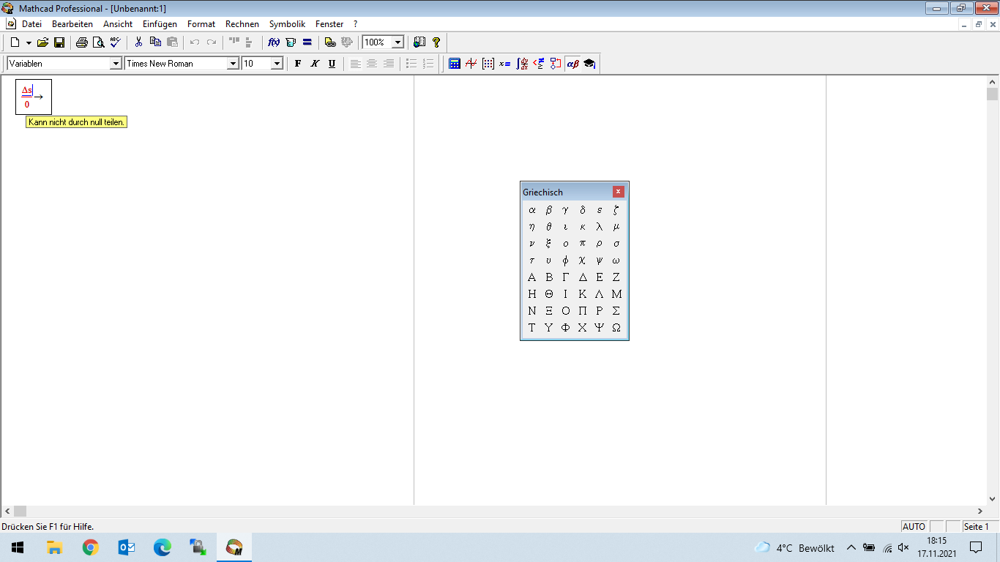 Mathcad Professional - [Unbenannt:1]
Datei Bearbeiten Ansicht Einfügen Format Rechnen Symbolik Fenster ?
100%
Variablen Times New Roman 10 F K U
Δs
0
→
Kann nicht durch null teilen.
Griechisch
α β γ δ ε ζ
η θ ι κ λ μ
ν ξ ο π ρ σ
τ υ ϕ χ ψ ω
Α Β Γ Δ Ε Ζ
Η Θ Ι Κ Λ Μ
Ν Ξ Ο Π Ρ Σ
Τ Υ Φ Χ Ψ Ω
Drücken Sie F1 für Hilfe.
AUTO Seite 1
4°C Bewölkt
18:15
17.11.2021